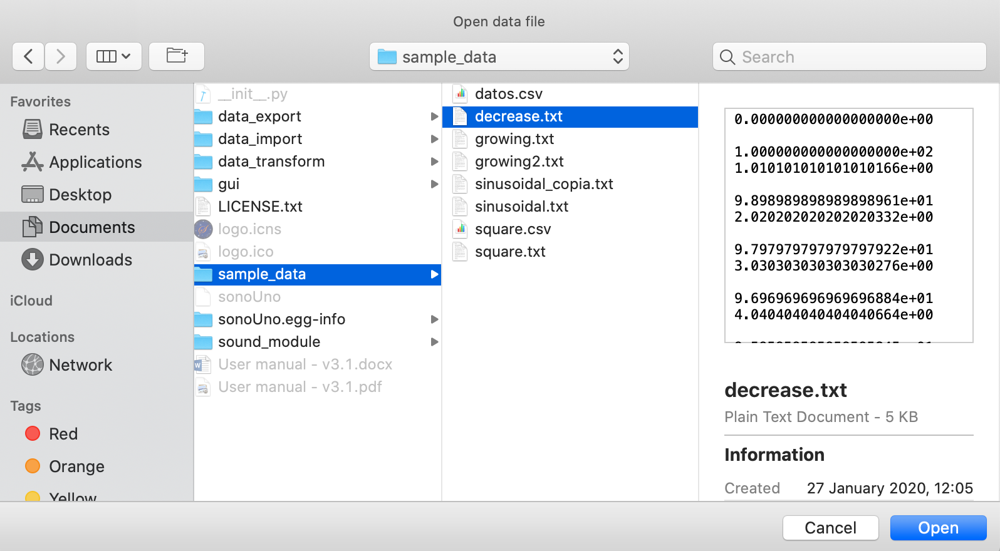 Open data file
sample_data
Search
Favorites
Recents
Applications
Desktop
Documents
Downloads
iCloud
Locations
Network
Tags
Red
Orange
Yellow
__init__.py
data_export
data_import
data_transform
gui
LICENSE.txt
logo.icns
logo.ico
sample_data
sonoUno
sonoUno.egg-info
sound_module
User manual - v3.1.docx
User manual - v3.1.pdf
datos.csv
decrease.txt
growing.txt
growing2.txt
sinusoidal_copia.txt
sinusoidal.txt
square.csv
square.txt
0.000000000000000000e+00
1.000000000000000000e+02
1.010101010101010166e+00
9.898989898989898961e+01
2.020202020202020332e+00
9.797979797979797922e+01
3.030303030303030276e+00
9.696969696969696884e+01
4.040404040404040664e+00
decrease.txt
Plain Text Document - 5 KB
Information
Created 27 January 2020, 12:05
Cancel
Open